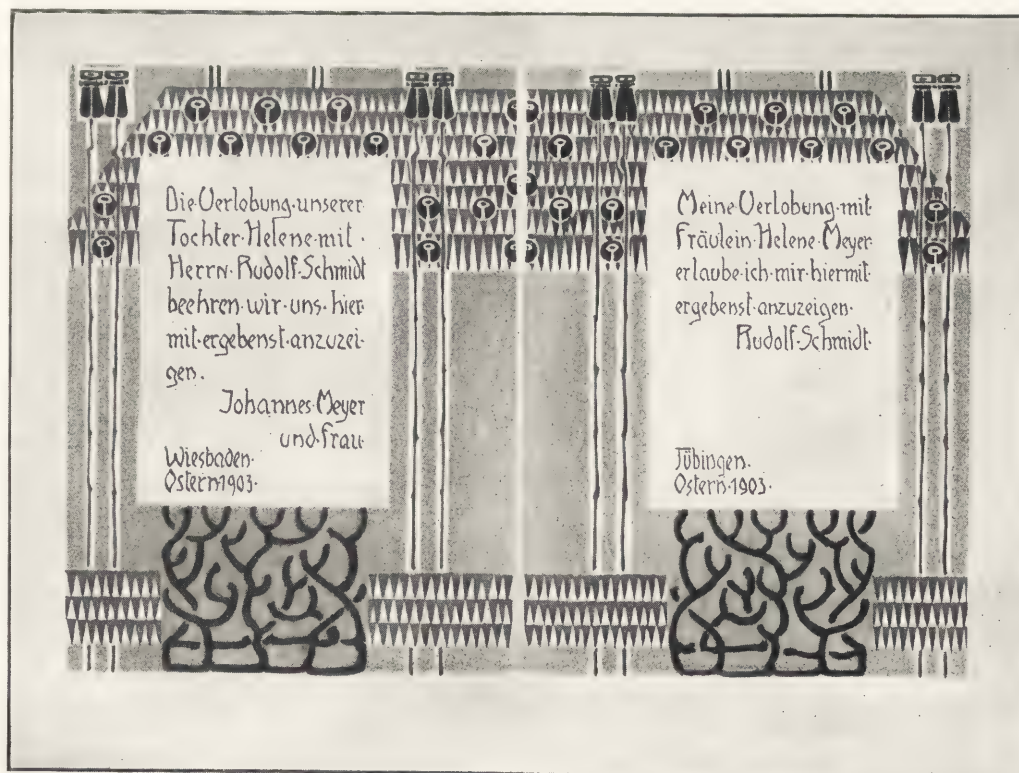 Die·Verlobung·unserer
Tochter·Helene·mit·
Herrn·Rudolf·Schmidt
beehren·wir·uns·hier
mit·ergebenst·anzuzei-
gen.
Johannes·Meyer
und·Frau·
Wiesbaden·
Ostern·1903·
Meine·Verlobung·mit
Fräulein·Helene·Meyer
erlaube·ich·mir·hiermit·
ergebenst·anzuzeigen·
Rudolf·Schmidt·
Tübingen·
Ostern·1903·